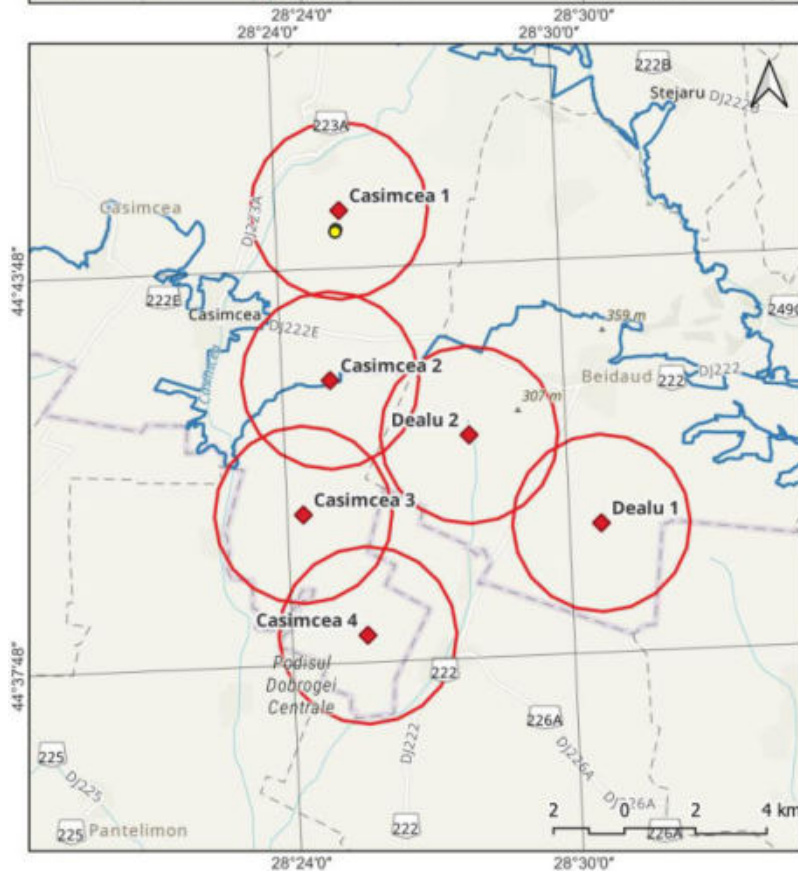 28°24'0" 28°30'0"
28°24'0" 28°30'0"
222B
Stejaru DJ222B
223A
Casimcea 1
Casimcea
DJ223A
44°43'48"
222E
Casimcea DJ222E
359 m
Casimcea 2
Casimcea
Beidaud 222 DJ222
307 m
Dealu 2
Casimcea 3
Dealu 1
Casimcea 4
44°37'48"
Podisul
Dobrogei
Centrale
222
226A
DJ222
DJ226A
225
DJ225
DJ226A
2 0 2 4 km
225 Pantelimon 222 226A
28°24'0" 28°30'0"